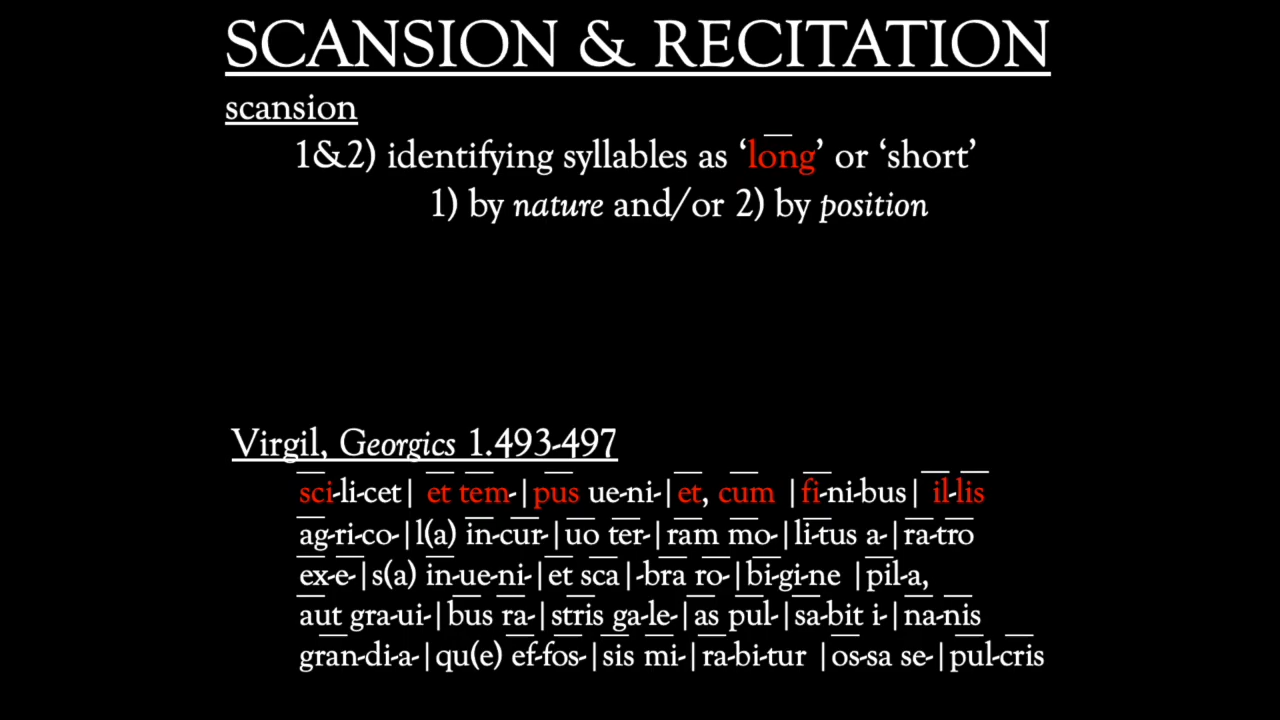 SCANSION & RECITATION
scansion
1&2) identifying syllables as ‘long’ or ‘short’
1) by nature and/or 2) by position
Virgil, Georgics 1.493-497
sci-li-cet| et tem-|pus ue-ni-|et, cum |fi-ni-bus| il-lis
ag-ri-co-|l(a) in-cur-|uo ter-|ram mo-|li-tus a-|ra-tro
ex-e-|s(a) in-ue-ni-|et sca|-bra ro-|bi-gi-ne |pil-a,
aut gra-ui-|bus ra-|stris ga-le-|as pul-|sa-bit i-|na-nis
gran-di-a-|qu(e) ef-fos-|sis mi-|ra-bi-tur |os-sa se-|pul-cris